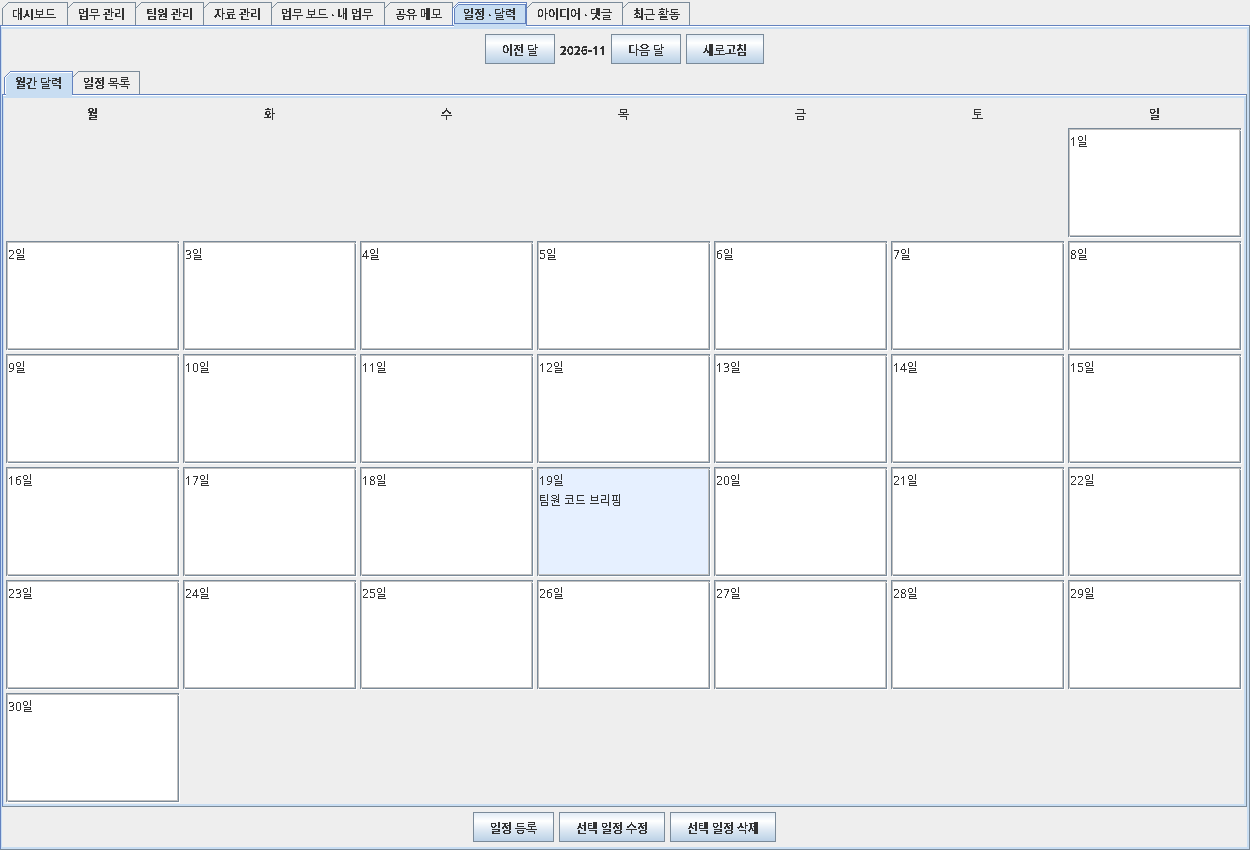 대시보드 업무 관리 팀원 관리 자료 관리 업무 보드 · 내 업무 공유 메모 일정 · 달력 아이디어 · 댓글 최근 활동
이전 달 2026-11 다음 달 새로고침
월간 달력 일정 목록
월 화 수 목 금 토 일
1일
2일 3일 4일 5일 6일 7일 8일
9일 10일 11일 12일 13일 14일 15일
16일 17일 18일 19일 20일 21일 22일
팀원 코드 브리핑
23일 24일 25일 26일 27일 28일 29일
30일
일정 등록 선택 일정 수정 선택 일정 삭제